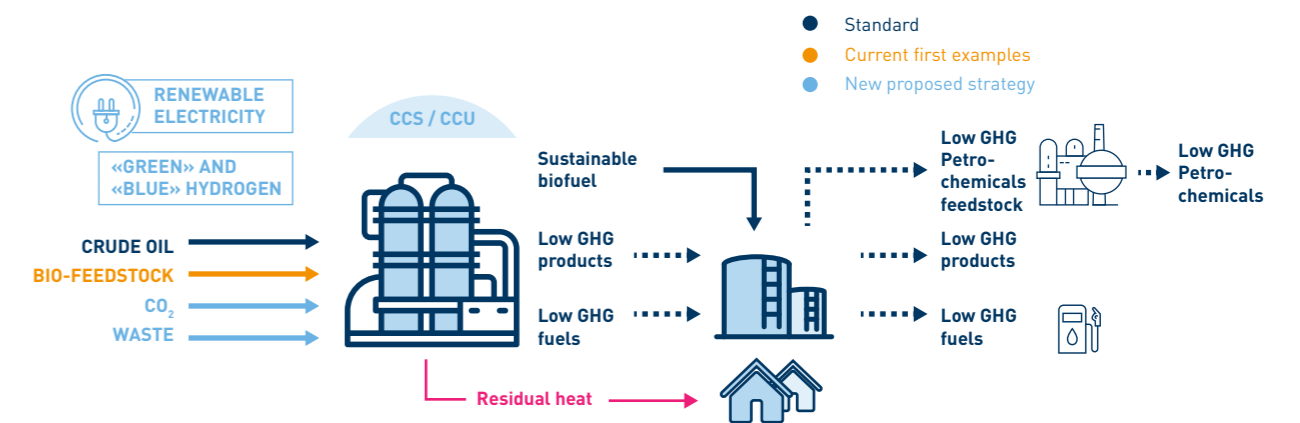 Standard
Current first examples
New proposed strategy
RENEWABLE
ELECTRICITY
«GREEN» AND
«BLUE» HYDROGEN
CCS / CCU
CRUDE OIL
BIO-FEEDSTOCK
CO₂
WASTE
Sustainable
biofuel
Low GHG
products
Low GHG
fuels
Residual heat
Low GHG
Petro-
chemicals
feedstock
Low GHG
Petro-
chemicals
Low GHG
products
Low GHG
fuels